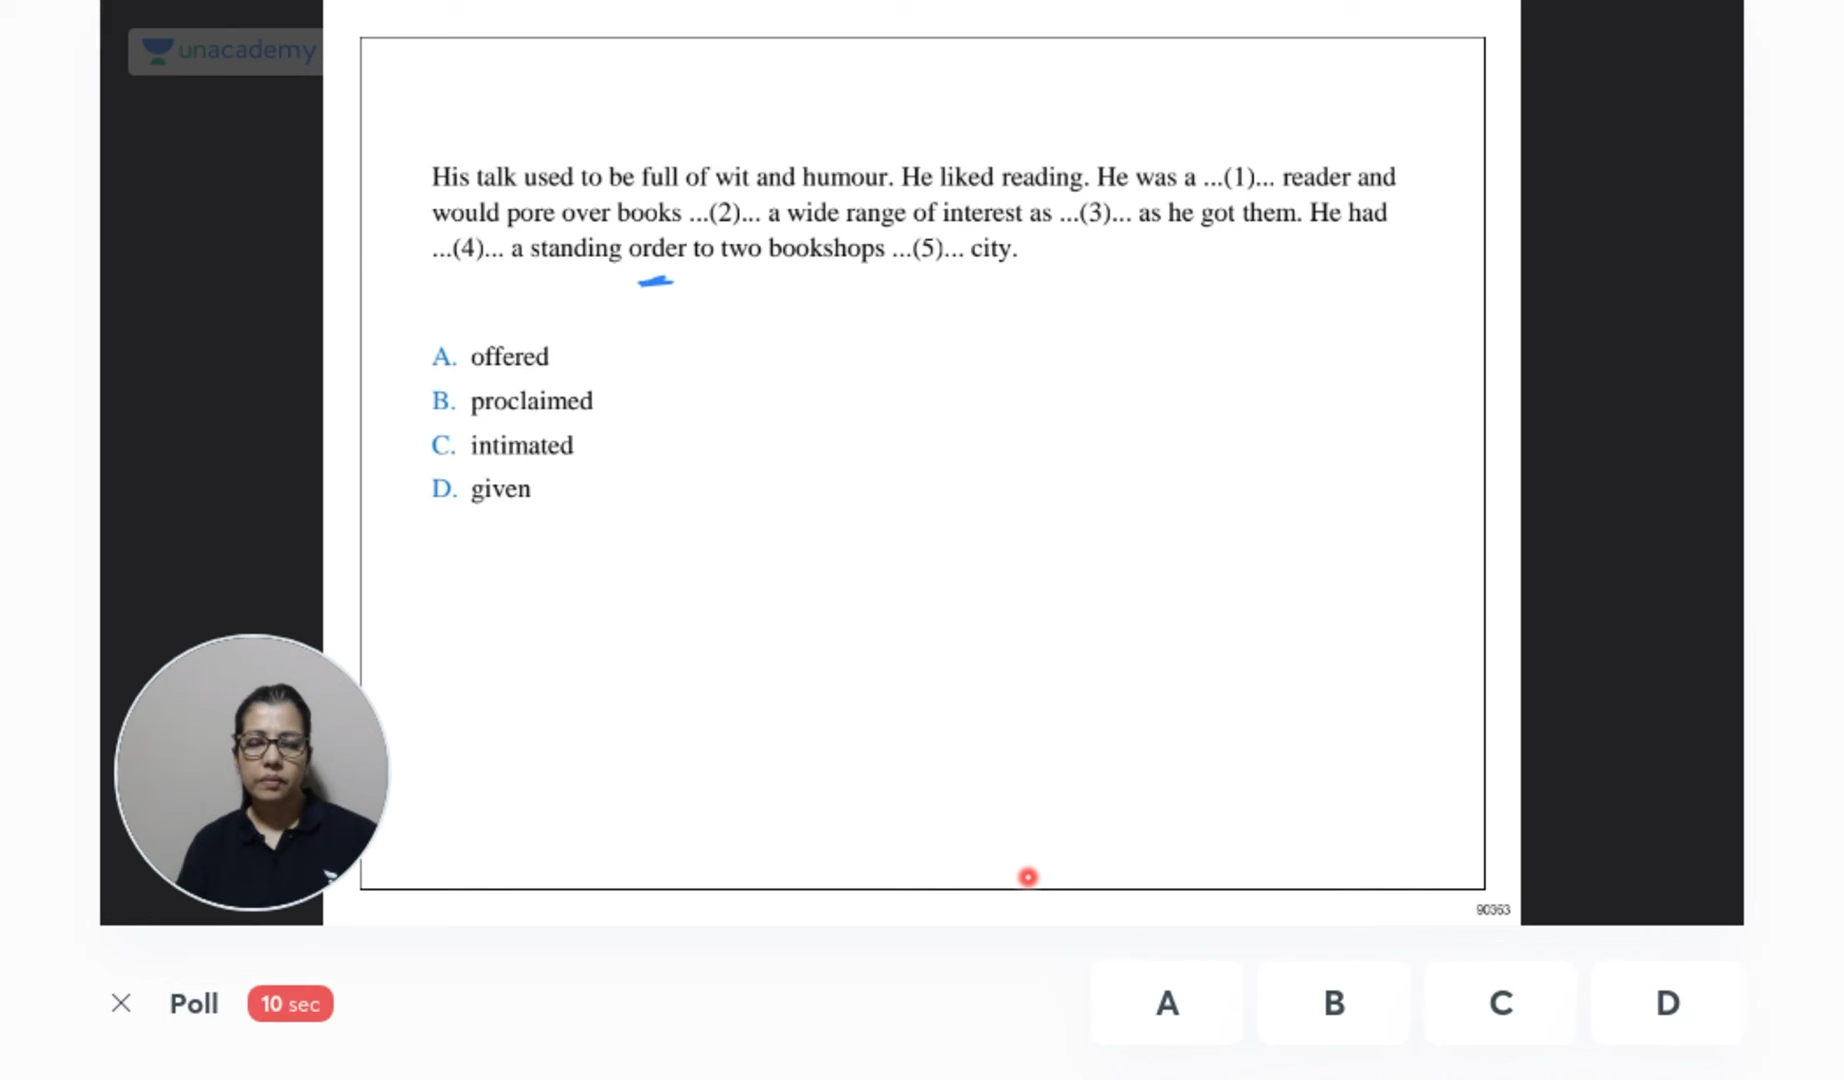 unacademy
His talk used to be full of wit and humour. He liked reading. He was a ...(1)... reader and
would pore over books ...(2)... a wide range of interest as ...(3)... as he got them. He had
...(4)... a standing order to two bookshops ...(5)... city.
A. offered
B. proclaimed
C. intimated
D. given
90363
Poll 10 sec A B C D